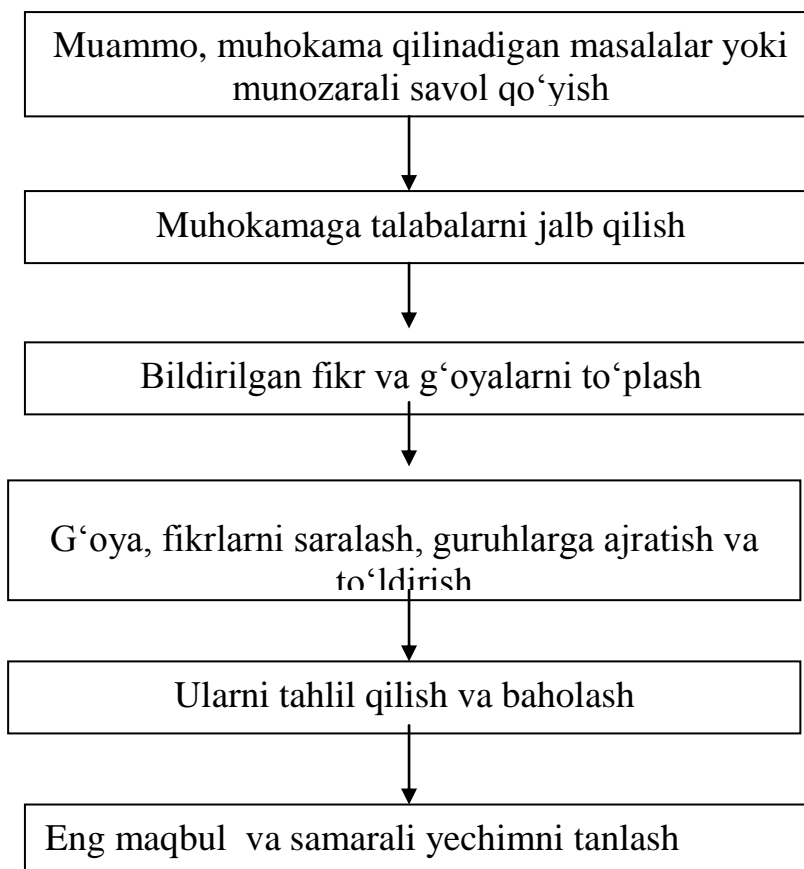 Muammo, muhokama qilinadigan masalalar yoki
munozarali savol qo‘yish
Muhokamaga talabalarni jalb qilish
Bildirilgan fikr va g‘oyalarni to‘plash
G‘oya, fikrlarni saralash, guruhlarga ajratish va
to‘ldirish
Ularni tahlil qilish va baholash
Eng maqbul va samarali yechimni tanlash